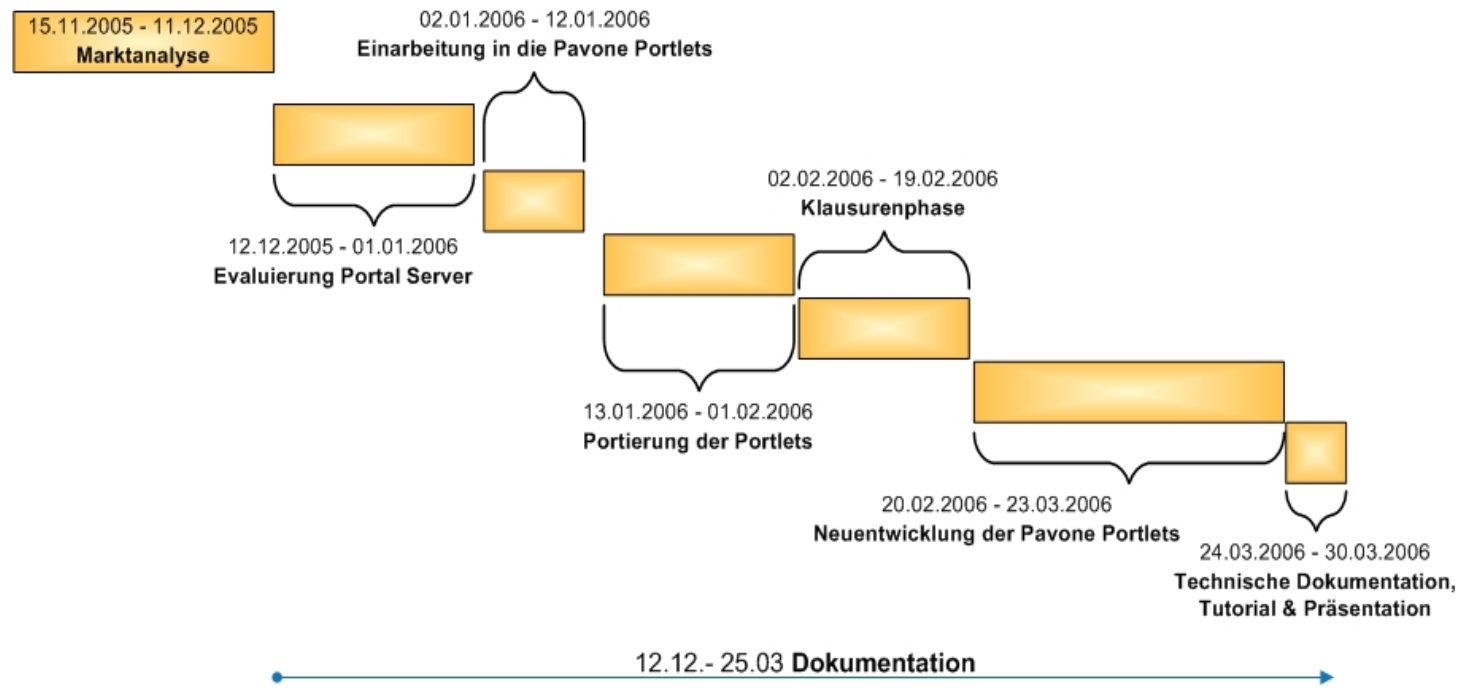 15.11.2005 - 11.12.2005
Marktanalyse
02.01.2006 - 12.01.2006
Einarbeitung in die Pavone Portlets
12.12.2005 - 01.01.2006
Evaluierung Portal Server
02.02.2006 - 19.02.2006
Klausurenphase
13.01.2006 - 01.02.2006
Portierung der Portlets
20.02.2006 - 23.03.2006
Neuentwicklung der Pavone Portlets
24.03.2006 - 30.03.2006
Technische Dokumentation,
Tutorial & Präsentation
12.12.- 25.03 Dokumentation